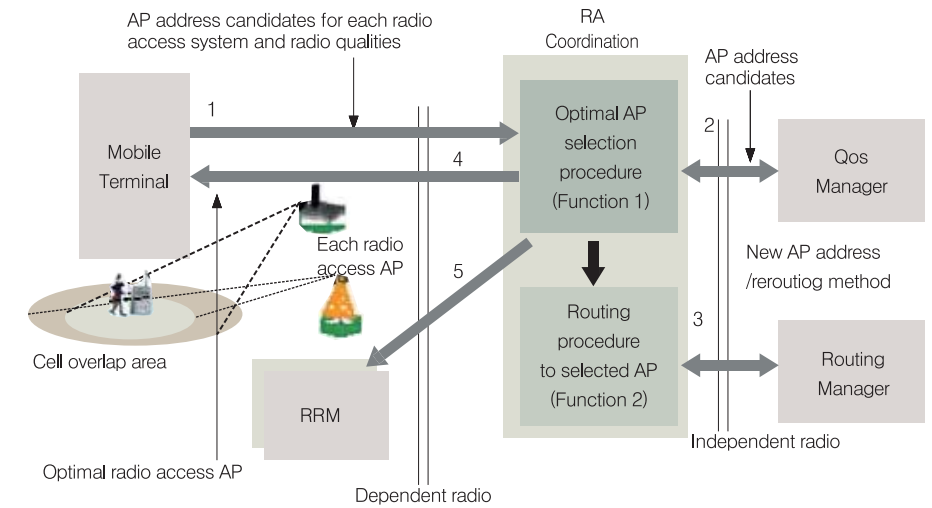 AP address candidates for each radio
access system and radio qualities
RA
Coordination
AP address
candidates
1
Mobile
Terminal
4
Optimal AP
selection
procedure
(Function 1)
2
Qos
Manager
Each radio
access AP
5
New AP address
/reroutiog method
Cell overlap area
Routing
procedure
to selected AP
(Function 2)
3
Routing
Manager
RRM
Optimal radio access AP
Dependent radio
Independent radio